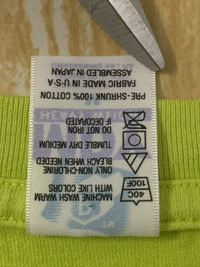 40C
100F
MACHINE WASH WARM
WITH LIKE COLORS
ONLY NON-CHLORINE
BLEACH WHEN NEEDED
TUMBLE DRY MEDIUM
DO NOT IRON
IF DECORATED
PRE-SHRUNK 100% COTTON
FABRIC MADE IN U·S·A
ASSEMBLED IN JAPAN